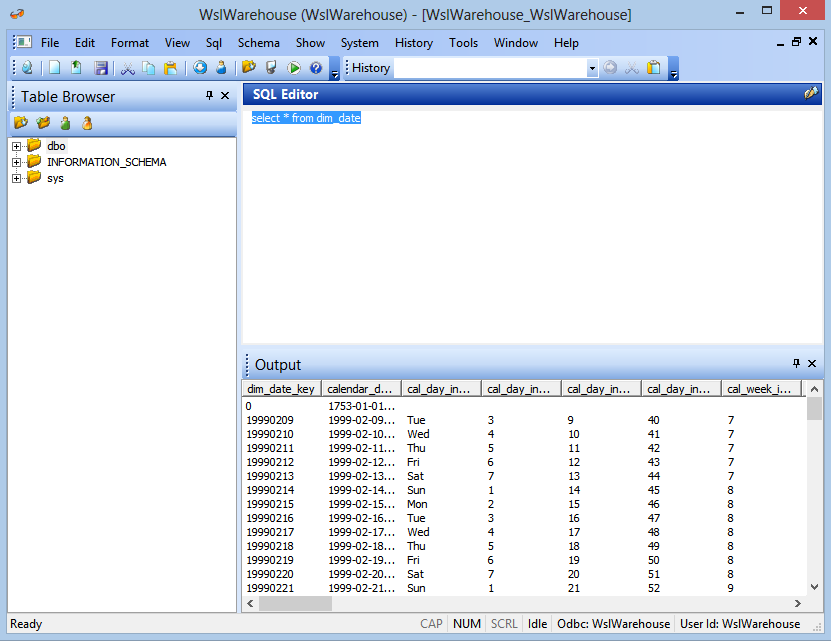 WslWarehouse (WslWarehouse) - [WslWarehouse_WslWarehouse]
File Edit Format View Sql Schema Show System History Tools Window Help
History
Table Browser
dbo
INFORMATION_SCHEMA
sys
SQL Editor
select * from dim_date
Output
dim_date_key calendar_d... cal_day_in... cal_day_in... cal_day_in... cal_day_in... cal_week_i...
0 1753-01-01...
19990209 1999-02-09... Tue 3 9 40 7
19990210 1999-02-10... Wed 4 10 41 7
19990211 1999-02-11... Thu 5 11 42 7
19990212 1999-02-12... Fri 6 12 43 7
19990213 1999-02-13... Sat 7 13 44 7
19990214 1999-02-14... Sun 1 14 45 8
19990215 1999-02-15... Mon 2 15 46 8
19990216 1999-02-16... Tue 3 16 47 8
19990217 1999-02-17... Wed 4 17 48 8
19990218 1999-02-18... Thu 5 18 49 8
19990219 1999-02-19... Fri 6 19 50 8
19990220 1999-02-20... Sat 7 20 51 8
19990221 1999-02-21... Sun 1 21 52 9
Ready CAP NUM SCRL Idle Odbc: WslWarehouse User Id: WslWarehouse